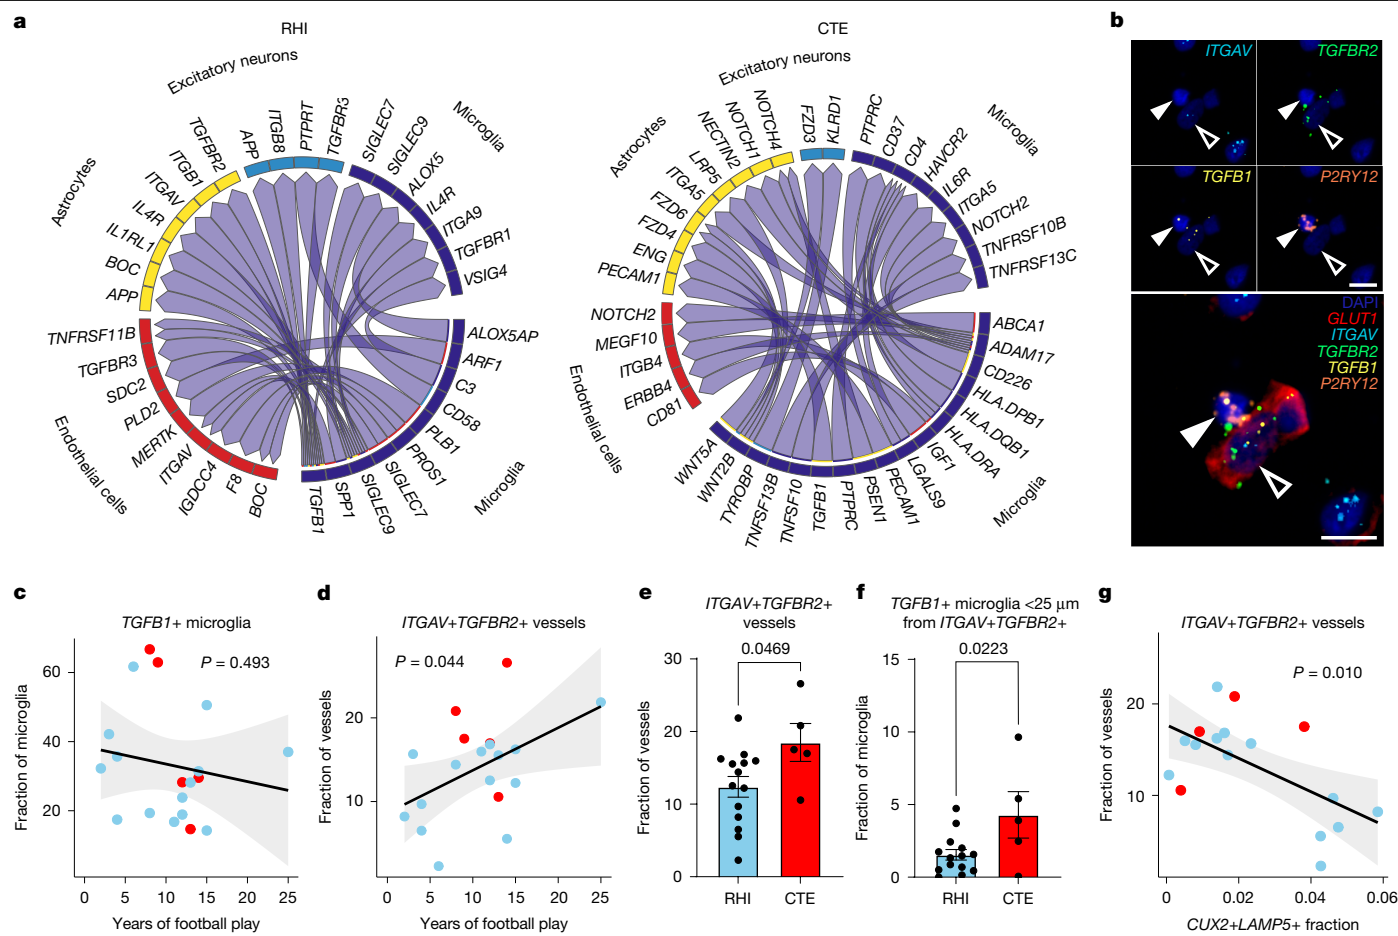 a
RHI
Excitatory neurons
Astrocytes
Microglia
Endothelial cells
Microglia
APP
ITGB8
PTPRT
TGFBR3
SIGLEC7
SIGLEC9
ALOX5
IL4R
ITGA9
TGFBR1
VSIG4
ALOX5AP
ARF1
C3
CD58
PLB1
PROS1
SIGLEC7
SIGLEC9
SPP1
TGFB1
BOC
F8
IGDCC4
ITGAV
MERTK
PLD2
SDC2
TGFBR3
TNFRSF11B
APP
BOC
IL1RL1
IL4R
ITGAV
ITGB1
TGFBR2
CTE
Excitatory neurons
Astrocytes
Microglia
Endothelial cells
Microglia
FZD3
KLRD1
PTPRC
CD37
CD4
HAVCR2
IL6R
ITGA5
NOTCH2
TNFRSF10B
TNFRSF13C
ABCA1
ADAM17
CD226
HLA.DPB1
HLA.DQB1
HLA.DRA
IGF1
LGALS9
PECAM1
PSEN1
PTPRC
TGFB1
TNFSF10
TNFSF13B
TYROBP
WNT2B
WNT5A
CD81
ERBB4
ITGB4
MEGF10
NOTCH2
PECAM1
ENG
FZD4
FZD6
ITGA5
LRP5
NECTIN2
NOTCH1
NOTCH4
b
ITGAV
TGFBR2
TGFB1
P2RY12
DAPI
GLUT1
ITGAV
TGFBR2
TGFB1
P2RY12
c
TGFB1+ microglia
P = 0.493
Fraction of microglia
60
40
20
0 5 10 15 20 25
Years of football play
d
ITGAV+TGFBR2+ vessels
P = 0.044
Fraction of vessels
20
10
0 5 10 15 20 25
Years of football play
e
ITGAV+TGFBR2+
vessels
0.0469
Fraction of vessels
30
20
10
0
RHI CTE
f
TGFB1+ microglia <25 μm
from ITGAV+TGFBR2+
0.0223
Fraction of microglia
15
10
5
0
RHI CTE
g
ITGAV+TGFBR2+ vessels
P = 0.010
Fraction of vessels
20
10
0 0.02 0.04 0.06
CUX2+LAMP5+ fraction